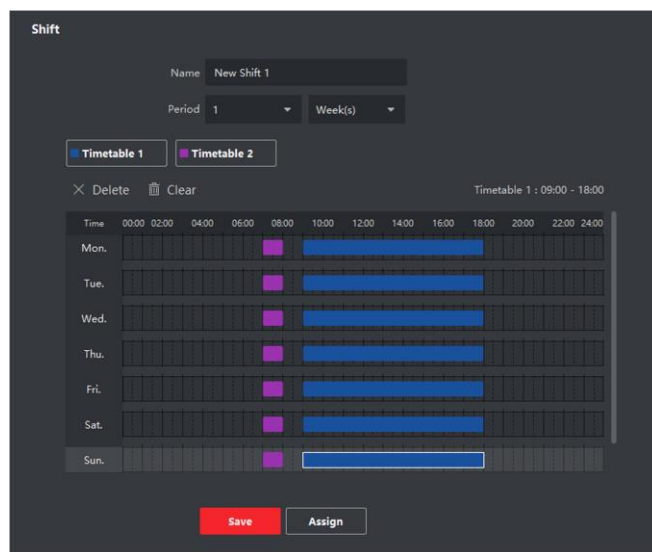 Shift
Name New Shift 1
Period 1 Week(s)
Timetable 1 Timetable 2
Delete Clear Timetable 1 : 09:00 - 18:00
Time 00:00 02:00 04:00 06:00 08:00 10:00 12:00 14:00 16:00 18:00 20:00 22:00 24:00
Mon.
Tue.
Wed.
Thu.
Fri.
Sat.
Sun.
Save Assign